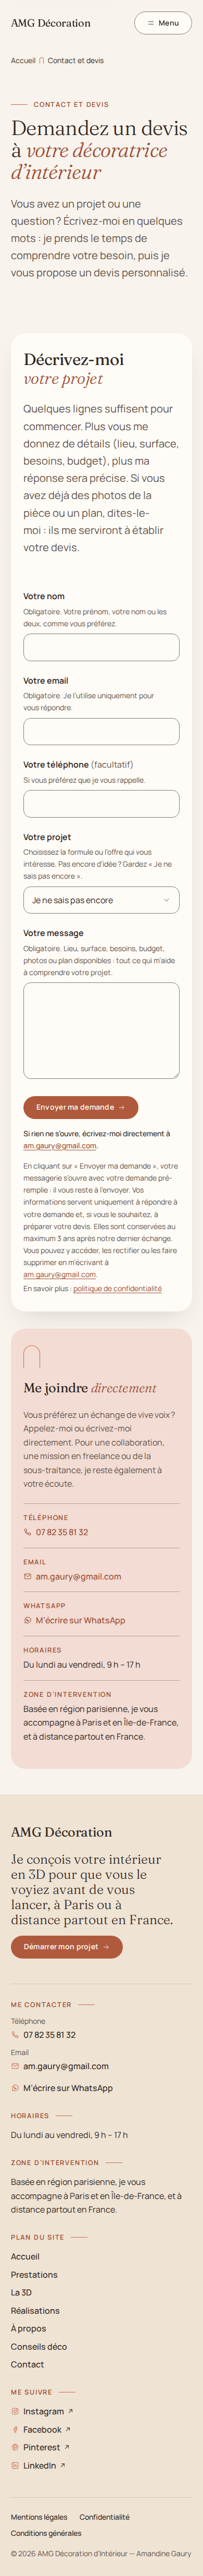 AMG Décoration
Menu
Accueil
Contact et devis
CONTACT ET DEVIS
Demandez un devis
à votre décoratrice
d’intérieur
Vous avez un projet ou une
question ? Écrivez-moi en quelques
mots : je prends le temps de
comprendre votre besoin, puis je
vous propose un devis personnalisé.
Décrivez-moi
votre projet
Quelques lignes suffisent pour
commencer. Plus vous me
donnez de détails (lieu, surface,
besoins, budget), plus ma
réponse sera précise. Si vous
avez déjà des photos de la
pièce ou un plan, dites-le-
moi : ils me serviront à établir
votre devis.
Votre nom
Obligatoire. Votre prénom, votre nom ou les
deux, comme vous préférez.
Votre email
Obligatoire. Je l’utilise uniquement pour
vous répondre.
Votre téléphone (facultatif)
Si vous préférez que je vous rappelle.
Votre projet
Choisissez la formule ou l’offre qui vous
intéresse. Pas encore d’idée ? Gardez « Je ne
sais pas encore ».
Je ne sais pas encore
Votre message
Obligatoire. Lieu, surface, besoins, budget,
photos ou plan disponibles : tout ce qui m’aide
à comprendre votre projet.
Envoyer ma demande →
Si rien ne s’ouvre, écrivez-moi directement à
am.gaury@gmail.com.
En cliquant sur « Envoyer ma demande », votre
messagerie s’ouvre avec votre demande pré-
remplie : il vous reste à l’envoyer. Vos
informations servent uniquement à répondre à
votre demande et, si vous le souhaitez, à
préparer votre devis. Elles sont conservées au
maximum 3 ans après notre dernier échange.
Vous pouvez y accéder, les rectifier ou les faire
supprimer en m’écrivant à
am.gaury@gmail.com.
En savoir plus : politique de confidentialité
Me joindre directement
Vous préférez un échange de vive voix ?
Appelez-moi ou écrivez-moi
directement. Pour une collaboration,
une mission en freelance ou de la
sous-traitance, je reste également à
votre écoute.
TÉLÉPHONE
07 82 35 81 32
EMAIL
am.gaury@gmail.com
WHATSAPP
M’écrire sur WhatsApp
HORAIRES
Du lundi au vendredi, 9 h – 17 h
ZONE D’INTERVENTION
Basée en région parisienne, je vous
accompagne à Paris et en Île-de-France,
et à distance partout en France.
AMG Décoration
Je conçois votre intérieur
en 3D pour que vous le
voyiez avant de vous
lancer, à Paris ou à
distance partout en France.
Démarrer mon projet →
ME CONTACTER
Téléphone
07 82 35 81 32
Email
am.gaury@gmail.com
M’écrire sur WhatsApp
HORAIRES
Du lundi au vendredi, 9 h – 17 h
ZONE D’INTERVENTION
Basée en région parisienne, je vous
accompagne à Paris et en Île-de-France, et à
distance partout en France.
PLAN DU SITE
Accueil
Prestations
La 3D
Réalisations
À propos
Conseils déco
Contact
ME SUIVRE
Instagram ↗
Facebook ↗
Pinterest ↗
LinkedIn ↗
Mentions légales
Confidentialité
Conditions générales
© 2026 AMG Décoration d’Intérieur — Amandine Gaury